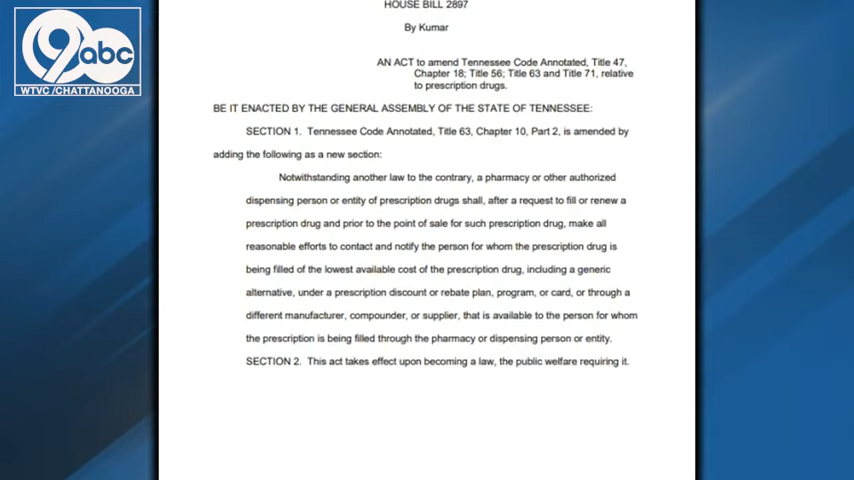 9abc
WTVC/CHATTANOOGA
HOUSE BILL 2897
By Kumar
AN ACT to amend Tennessee Code Annotated, Title 47,
Chapter 18; Title 56; Title 63 and Title 71, relative
to prescription drugs.
BE IT ENACTED BY THE GENERAL ASSEMBLY OF THE STATE OF TENNESSEE:
SECTION 1. Tennessee Code Annotated, Title 63, Chapter 10, Part 2, is amended by
adding the following as a new section:
Notwithstanding another law to the contrary, a pharmacy or other authorized
dispensing person or entity of prescription drugs shall, after a request to fill or renew a
prescription drug and prior to the point of sale for such prescription drug, make all
reasonable efforts to contact and notify the person for whom the prescription drug is
being filled of the lowest available cost of the prescription drug, including a generic
alternative, under a prescription discount or rebate plan, program, or card, or through a
different manufacturer, compounder, or supplier, that is available to the person for whom
the prescription is being filled through the pharmacy or dispensing person or entity.
SECTION 2. This act takes effect upon becoming a law, the public welfare requiring it.